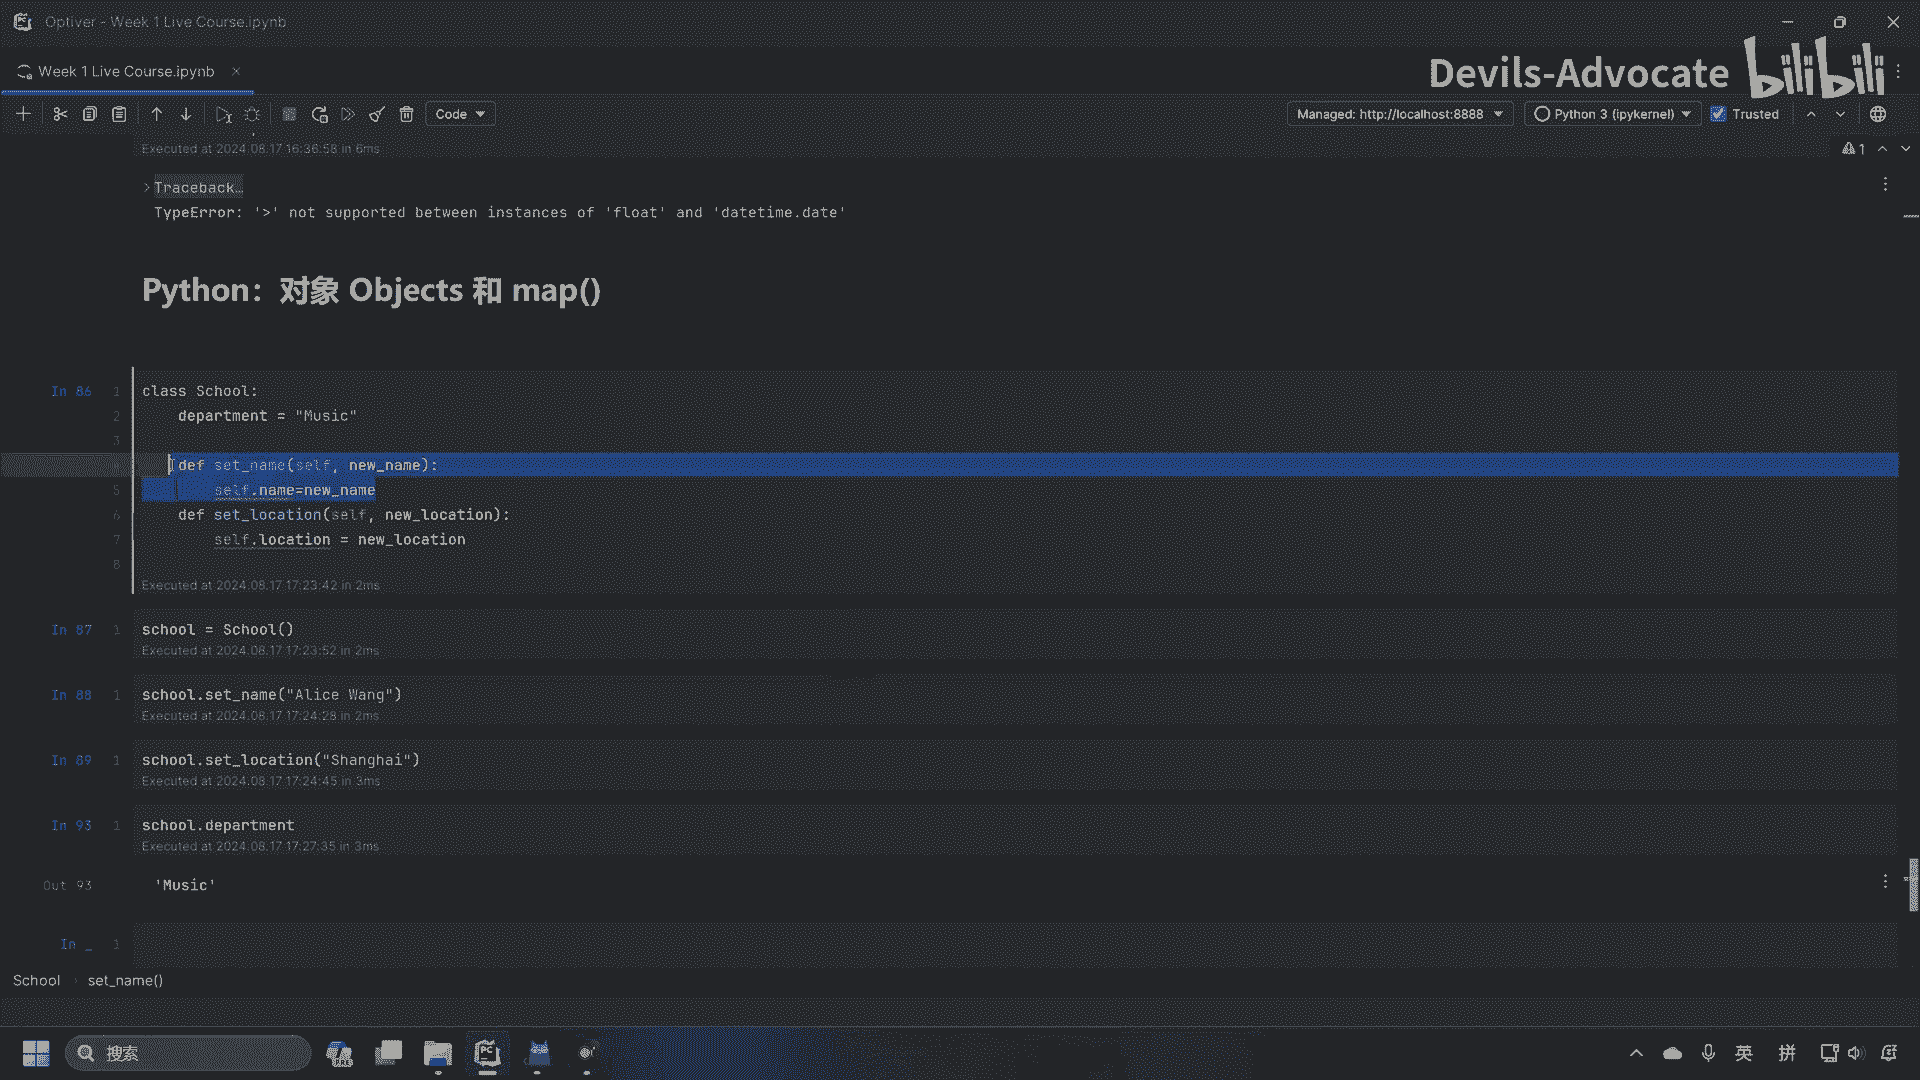 Optiver - Week 1 Live Course.ipynb
Week 1 Live Course.ipynb
Devils-Advocate bilibili
Code
Managed: http://localhost:8888
Python 3 (ipykernel)
Trusted
Executed at 2024.08.17 16:36:58 in 6ms
1
Traceback…
TypeError: '>' not supported between instances of 'float' and 'datetime.date'
Python：对象 Objects 和 map()
In 86 1 class School:
2 department = "Music"
3
4 def set_name(self, new_name):
5 self.name=new_name
6 def set_location(self, new_location):
7 self.location = new_location
8
Executed at 2024.08.17 17:23:42 in 2ms
In 87 1 school = School()
Executed at 2024.08.17 17:23:52 in 2ms
In 88 1 school.set_name("Alice Wang")
Executed at 2024.08.17 17:24:28 in 2ms
In 89 1 school.set_location("Shanghai")
Executed at 2024.08.17 17:24:45 in 3ms
In 93 1 school.department
Executed at 2024.08.17 17:27:35 in 3ms
Out 93 'Music'
In _ 1
School › set_name()
搜索
英
拼